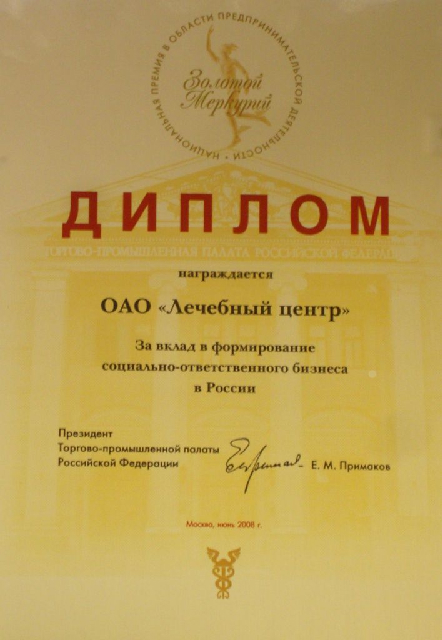 НАЦИОНАЛЬНАЯ ПРЕМИЯ В ОБЛАСТИ ПРЕДПРИНИМАТЕЛЬСКОЙ ДЕЯТЕЛЬНОСТИ
Золотой
Меркурий
ДИПЛОМ
ТОРГОВО-ПРОМЫШЛЕННАЯ ПАЛАТА РОССИЙСКОЙ ФЕДЕРАЦ
награждается
ОАО «Лечебный центр»
За вклад в формирование
социально-ответственного бизнеса
в России
Президент
Торгово-промышленной палаты
Российской Федерации
Е. М. Примаков
Москва, июнь 2008 г.